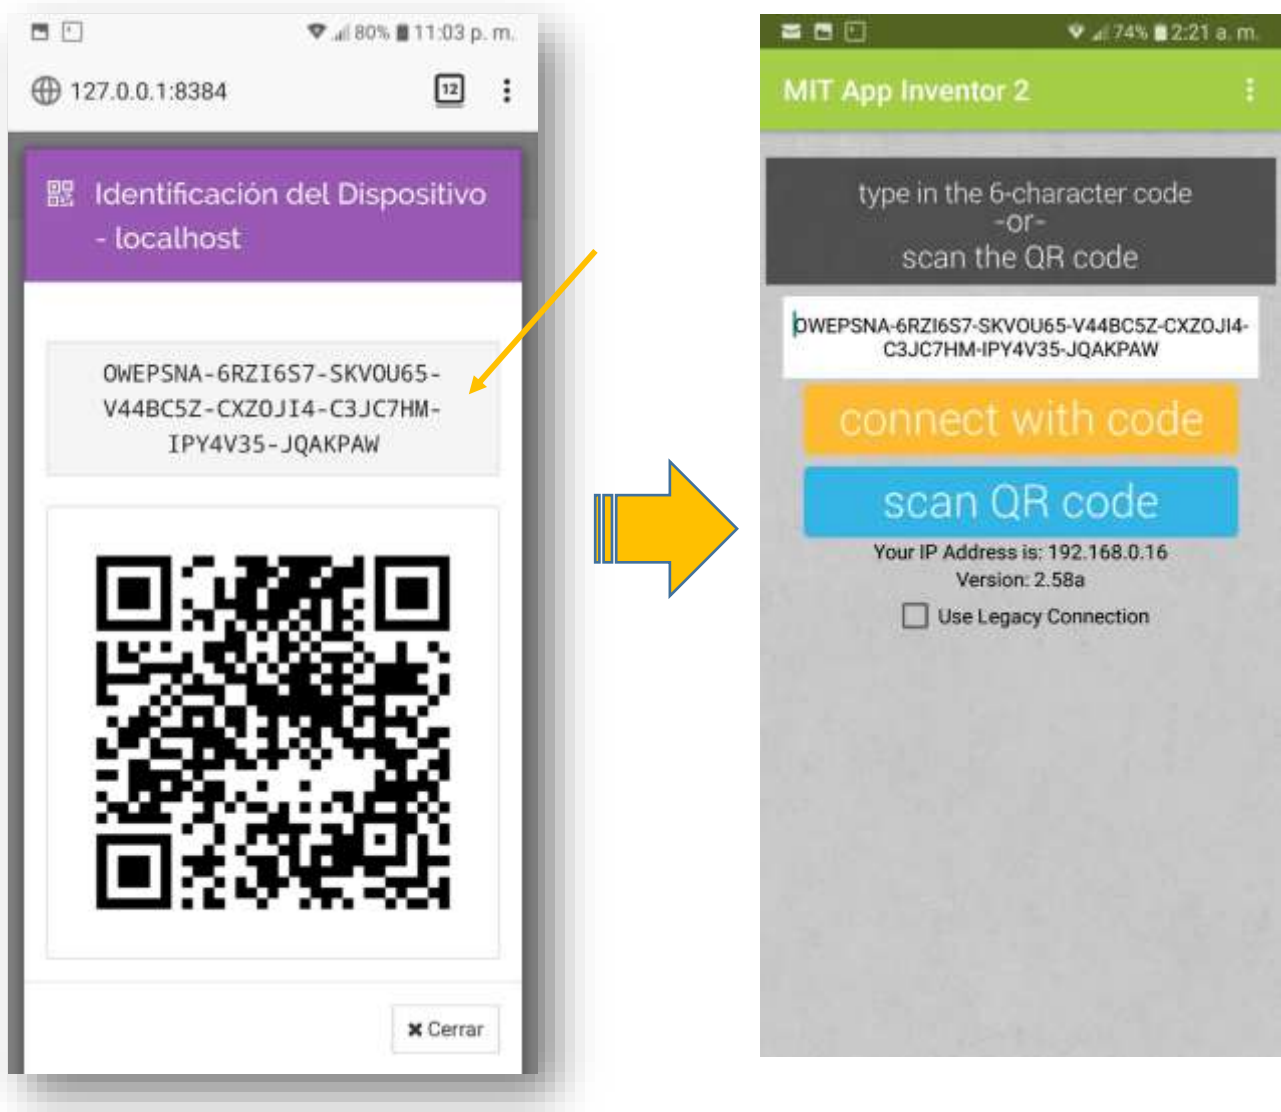 80% 11:03 p. m.
127.0.0.1:8384
12
Identificación del Dispositivo
- localhost
OWEPSNA-6RZI6S7-SKVOU65-
V44BC5Z-CXZOJI4-C3JC7HM-
IPY4V35-JQAKPAW
✖ Cerrar
74% 2:21 a. m.
MIT App Inventor 2
type in the 6-character code
-or-
scan the QR code
OWEPSNA-6RZI6S7-SKVOU65-V44BC5Z-CXZOJI4-
C3JC7HM-IPY4V35-JQAKPAW
connect with code
scan QR code
Your IP Address is: 192.168.0.16
Version: 2.58a
Use Legacy Connection